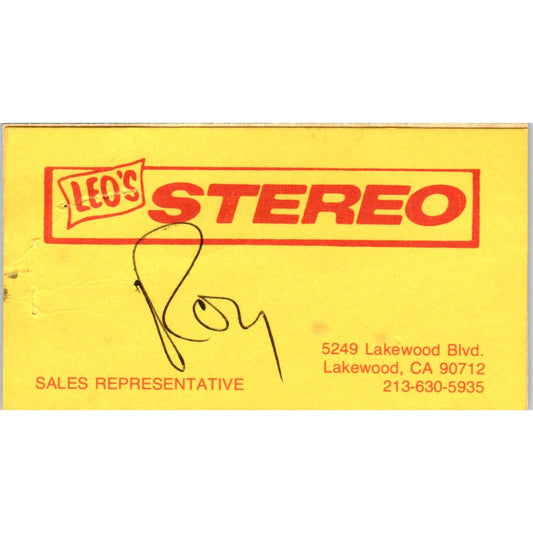 LEO'S STEREO
Roy
SALES REPRESENTATIVE
5249 Lakewood Blvd.
Lakewood, CA 90712
213-630-5935